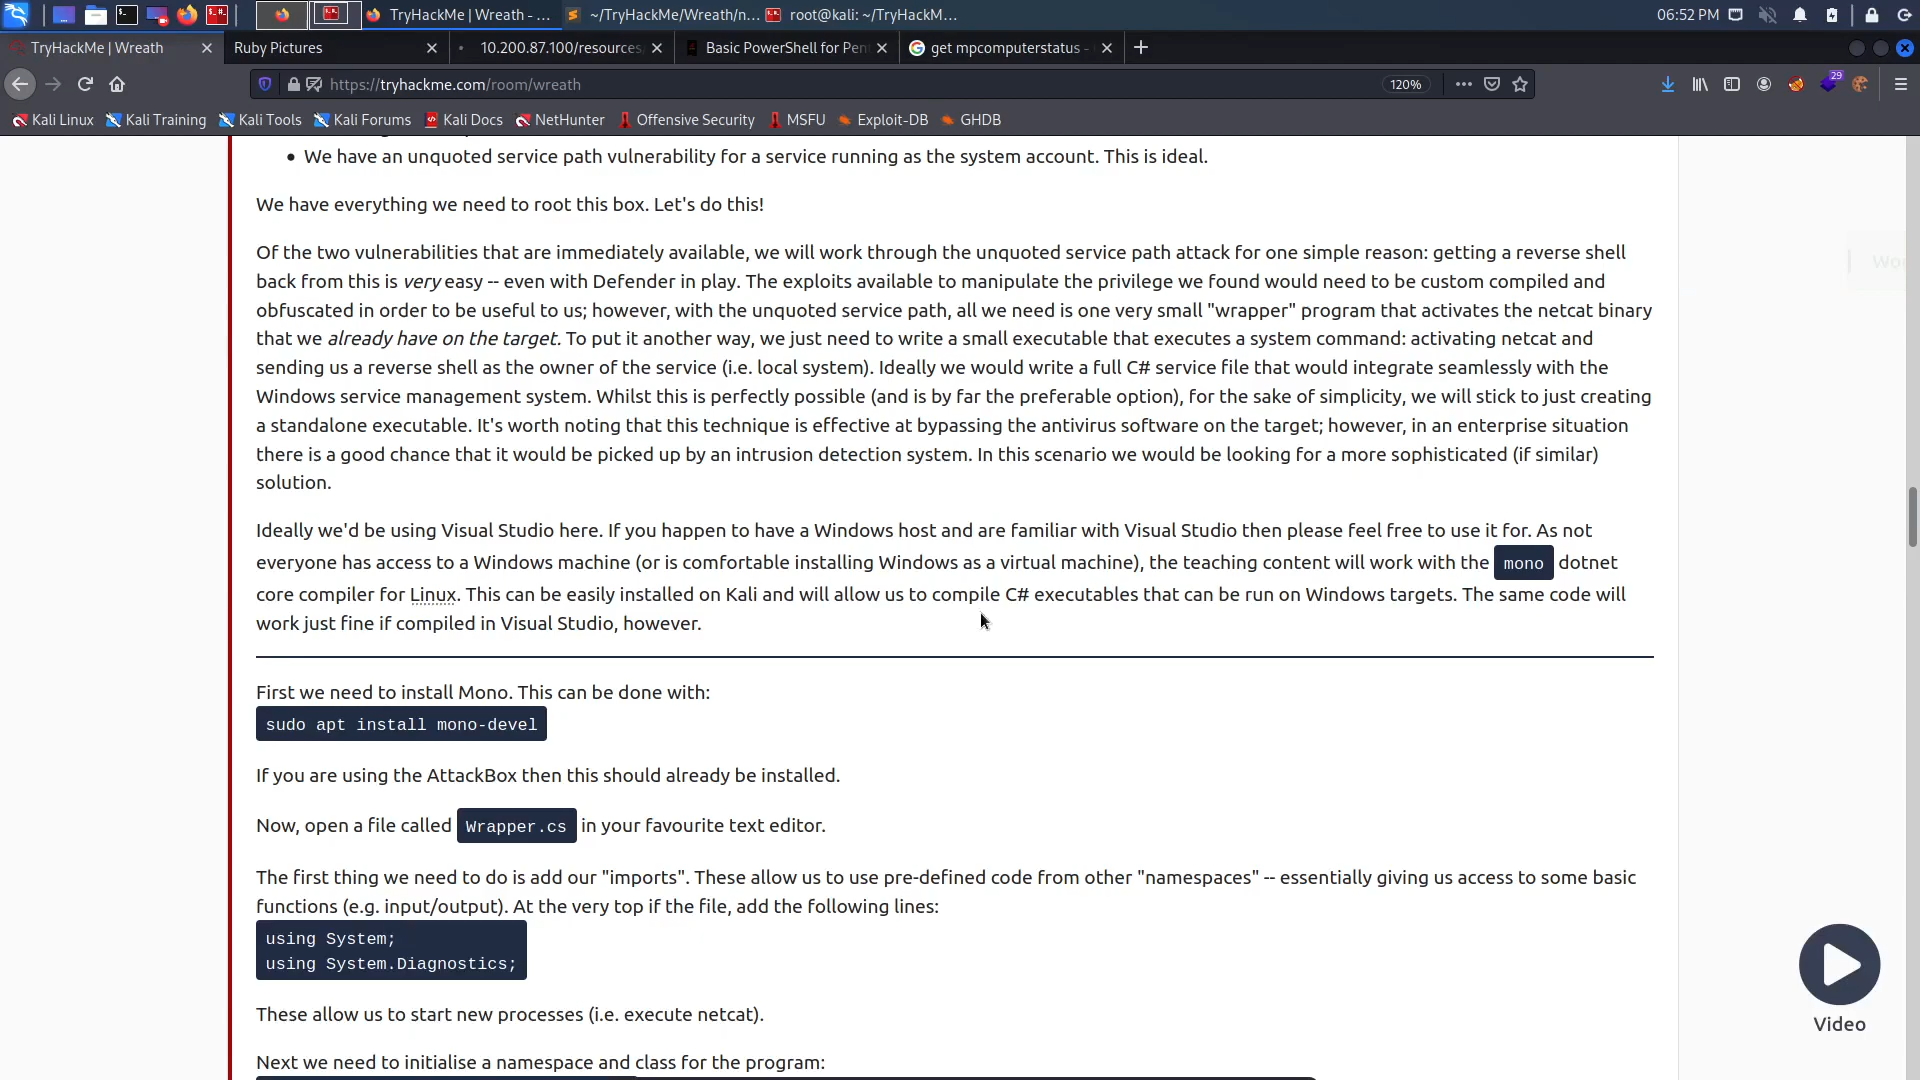 TryHackMe | Wreath - ...
~/TryHackMe/Wreath/n...
root@kali: ~/TryHackM...
06:52 PM
TryHackMe | Wreath
Ruby Pictures
10.200.87.100/resources
Basic PowerShell for Pen
get mpcomputerstatus -
https://tryhackme.com/room/wreath
120%
29
Kali Linux
Kali Training
Kali Tools
Kali Forums
Kali Docs
NetHunter
Offensive Security
MSFU
Exploit-DB
GHDB
• We have an unquoted service path vulnerability for a service running as the system account. This is ideal.
We have everything we need to root this box. Let's do this!
Of the two vulnerabilities that are immediately available, we will work through the unquoted service path attack for one simple reason: getting a reverse shell
back from this is very easy -- even with Defender in play. The exploits available to manipulate the privilege we found would need to be custom compiled and
obfuscated in order to be useful to us; however, with the unquoted service path, all we need is one very small "wrapper" program that activates the netcat binary
that we already have on the target. To put it another way, we just need to write a small executable that executes a system command: activating netcat and
sending us a reverse shell as the owner of the service (i.e. local system). Ideally we would write a full C# service file that would integrate seamlessly with the
Windows service management system. Whilst this is perfectly possible (and is by far the preferable option), for the sake of simplicity, we will stick to just creating
a standalone executable. It's worth noting that this technique is effective at bypassing the antivirus software on the target; however, in an enterprise situation
there is a good chance that it would be picked up by an intrusion detection system. In this scenario we would be looking for a more sophisticated (if similar)
solution.
Ideally we'd be using Visual Studio here. If you happen to have a Windows host and are familiar with Visual Studio then please feel free to use it for. As not
everyone has access to a Windows machine (or is comfortable installing Windows as a virtual machine), the teaching content will work with the mono dotnet
core compiler for Linux. This can be easily installed on Kali and will allow us to compile C# executables that can be run on Windows targets. The same code will
work just fine if compiled in Visual Studio, however.
First we need to install Mono. This can be done with:
sudo apt install mono-devel
If you are using the AttackBox then this should already be installed.
Now, open a file called Wrapper.cs in your favourite text editor.
The first thing we need to do is add our "imports". These allow us to use pre-defined code from other "namespaces" -- essentially giving us access to some basic
functions (e.g. input/output). At the very top if the file, add the following lines:
using System;
using System.Diagnostics;
These allow us to start new processes (i.e. execute netcat).
Video
Next we need to initialise a namespace and class for the program: